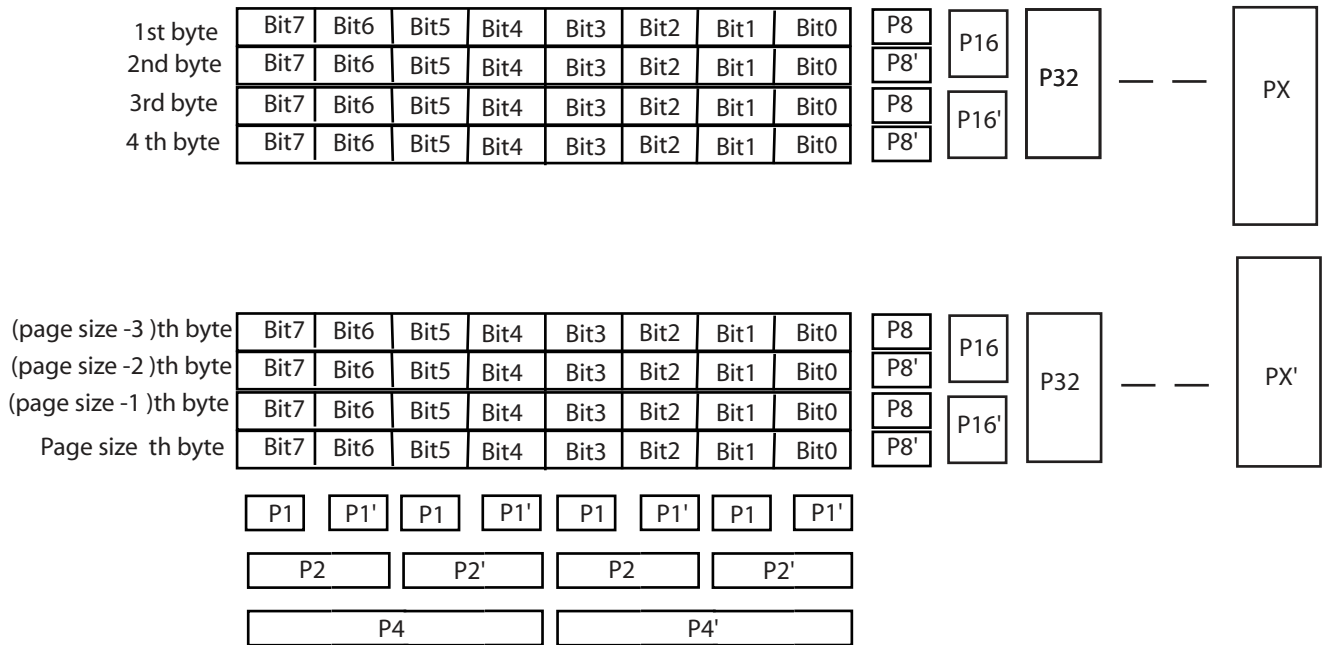 1st byte Bit7 Bit6 Bit5 Bit4 Bit3 Bit2 Bit1 Bit0 P8 P16 P32 — — PX
2nd byte Bit7 Bit6 Bit5 Bit4 Bit3 Bit2 Bit1 Bit0 P8'
3rd byte Bit7 Bit6 Bit5 Bit4 Bit3 Bit2 Bit1 Bit0 P8 P16'
4 th byte Bit7 Bit6 Bit5 Bit4 Bit3 Bit2 Bit1 Bit0 P8'
(page size -3 )th byte Bit7 Bit6 Bit5 Bit4 Bit3 Bit2 Bit1 Bit0 P8 P16 P32 — — PX'
(page size -2 )th byte Bit7 Bit6 Bit5 Bit4 Bit3 Bit2 Bit1 Bit0 P8'
(page size -1 )th byte Bit7 Bit6 Bit5 Bit4 Bit3 Bit2 Bit1 Bit0 P8 P16'
Page size th byte Bit7 Bit6 Bit5 Bit4 Bit3 Bit2 Bit1 Bit0 P8'
P1 P1' P1 P1' P1 P1' P1 P1'
P2 P2' P2 P2'
P4 P4'